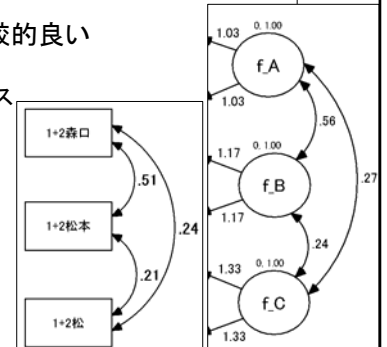 較的良い
ス
1+2森口
1+2松本
1+2松
.51
.24
.21
0, 1.00
1.03
f_A
1.03
.56
0, 1.00
1.17
f_B
.27
1.17
.24
0, 1.00
1.33
f_C
1.33